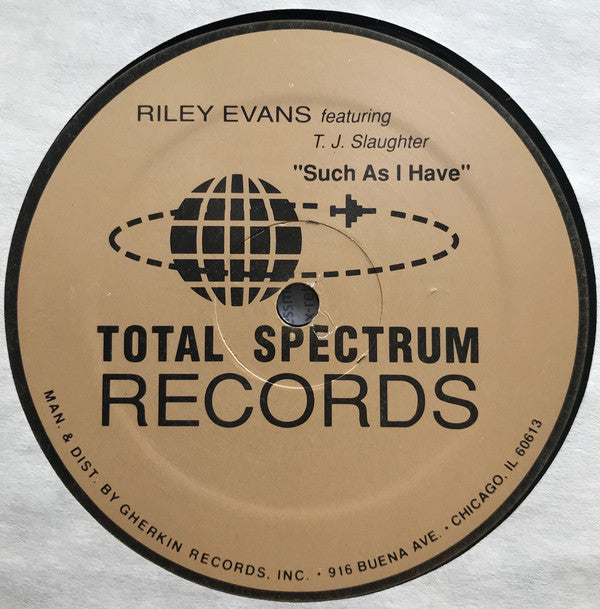 RILEY EVANS featuring
T. J. Slaughter
"Such As I Have"
TOTAL SPECTRUM
RECORDS
MAN. & DIST. BY GHERKIN RECORDS, INC. · 916 BUENA AVE. · CHICAGO, IL 60613